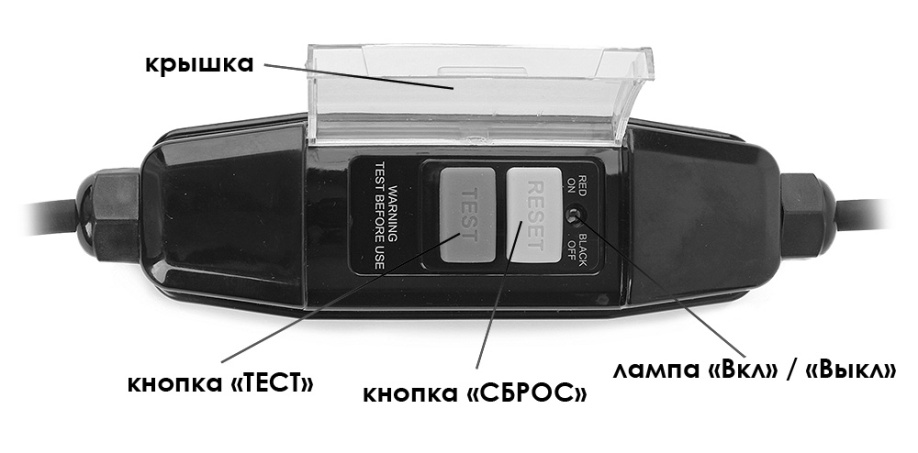 крышка
WARNING
TEST BEFORE USE
TEST
RESET
RED
ON
BLACK
OFF
кнопка «ТЕСТ»
кнопка «СБРОС»
лампа «Вкл» / «Выкл»